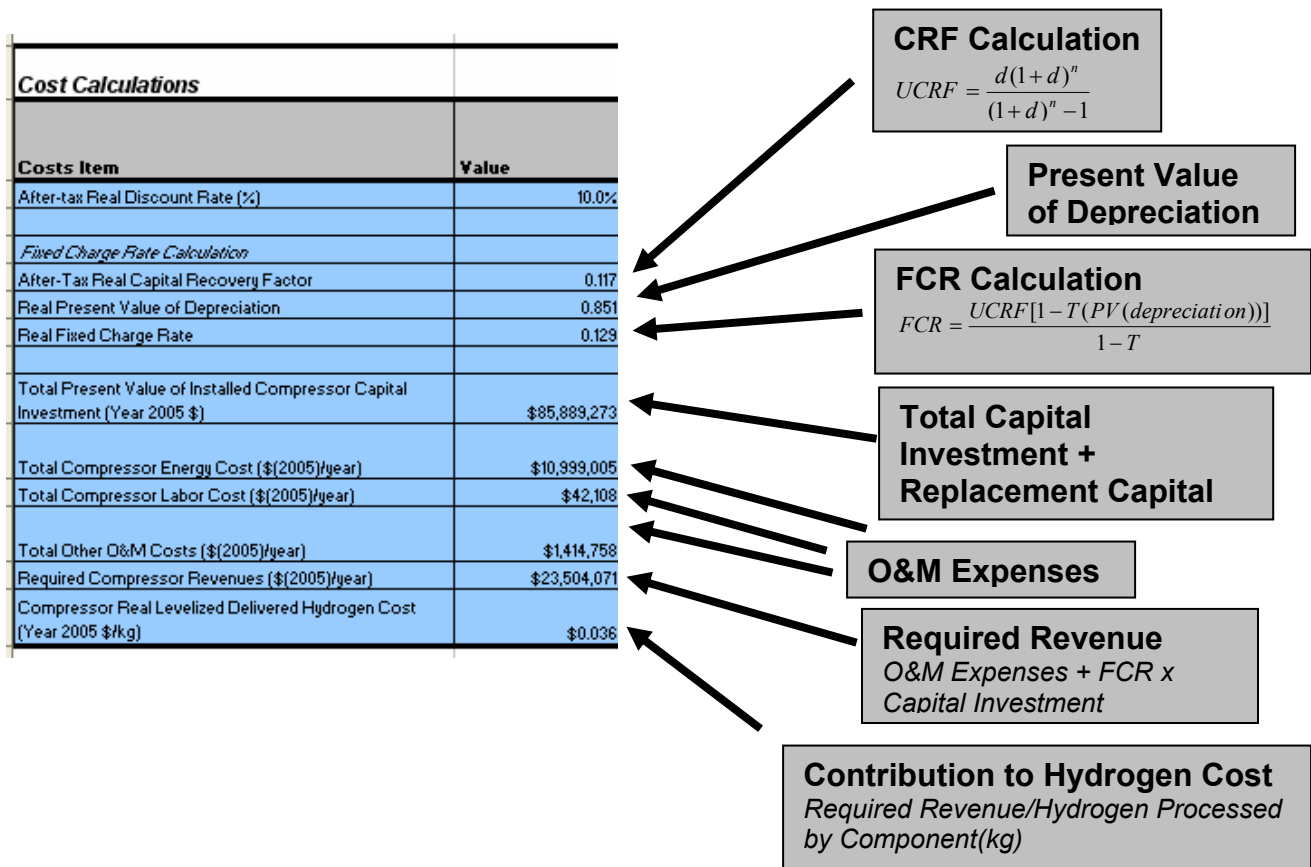 Cost Calculations
Costs Item Value
After-tax Real Discount Rate (%) 10.0%
Fixed Charge Rate Calculation
After-Tax Real Capital Recovery Factor 0.117
Real Present Value of Depreciation 0.851
Real Fixed Charge Rate 0.129
Total Present Value of Installed Compressor Capital
Investment (Year 2005 $) $85,889,273
Total Compressor Energy Cost ($(2005)/year) $10,999,005
Total Compressor Labor Cost ($(2005)/year) $42,108
Total Other O&M Costs ($(2005)/year) $1,414,758
Required Compressor Revenues ($(2005)/year) $23,504,071
Compressor Real Levelized Delivered Hydrogen Cost
(Year 2005 $/kg) $0.036
CRF Calculation
UCRF = d(1+d)^n / (1+d)^n −1
Present Value
of Depreciation
FCR Calculation
FCR = UCRF[1−T(PV(depreciation))] / 1−T
Total Capital
Investment +
Replacement Capital
O&M Expenses
Required Revenue
O&M Expenses + FCR x
Capital Investment
Contribution to Hydrogen Cost
Required Revenue/Hydrogen Processed
by Component(kg)